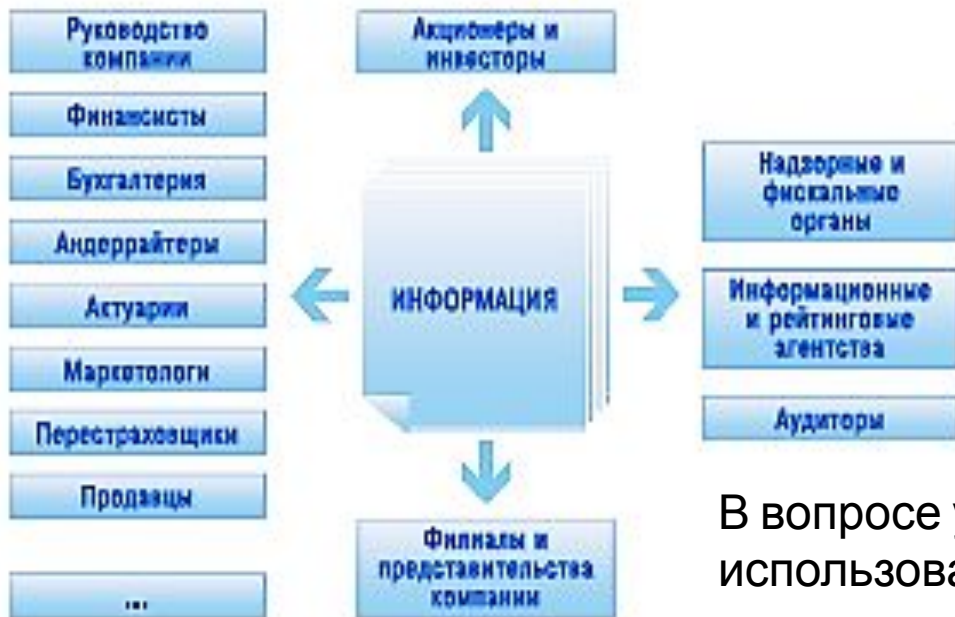 Руководство
компании
Финансисты
Бухгалтерия
Андеррайтеры
Актуарии
Маркетологи
Перестраховщики
Продавцы
...
Акционеры и
инвесторы
ИНФОРМАЦИЯ
Филиалы и
представительства
компании
Надзорные и
фискальные
органы
Информационные
и рейтинговые
агентства
Аудиторы
В вопросе